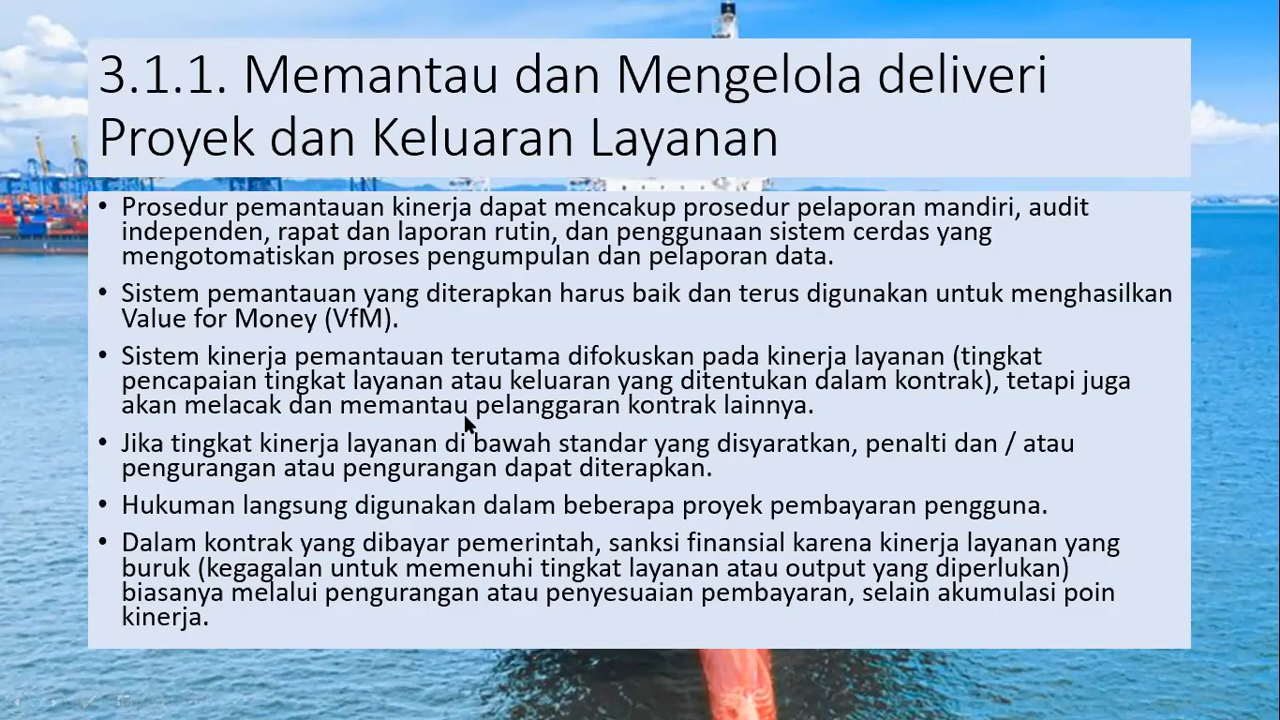 3.1.1. Memantau dan Mengelola deliveri
Proyek dan Keluaran Layanan
• Prosedur pemantauan kinerja dapat mencakup prosedur pelaporan mandiri, audit
independen, rapat dan laporan rutin, dan penggunaan sistem cerdas yang
mengotomatiskan proses pengumpulan dan pelaporan data.
• Sistem pemantauan yang diterapkan harus baik dan terus digunakan untuk menghasilkan
Value for Money (VfM).
• Sistem kinerja pemantauan terutama difokuskan pada kinerja layanan (tingkat
pencapaian tingkat layanan atau keluaran yang ditentukan dalam kontrak), tetapi juga
akan melacak dan memantau pelanggaran kontrak lainnya.
• Jika tingkat kinerja layanan di bawah standar yang disyaratkan, penalti dan / atau
pengurangan atau pengurangan dapat diterapkan.
• Hukuman langsung digunakan dalam beberapa proyek pembayaran pengguna.
• Dalam kontrak yang dibayar pemerintah, sanksi finansial karena kinerja layanan yang
buruk (kegagalan untuk memenuhi tingkat layanan atau output yang diperlukan)
biasanya melalui pengurangan atau penyesuaian pembayaran, selain akumulasi poin
kinerja.